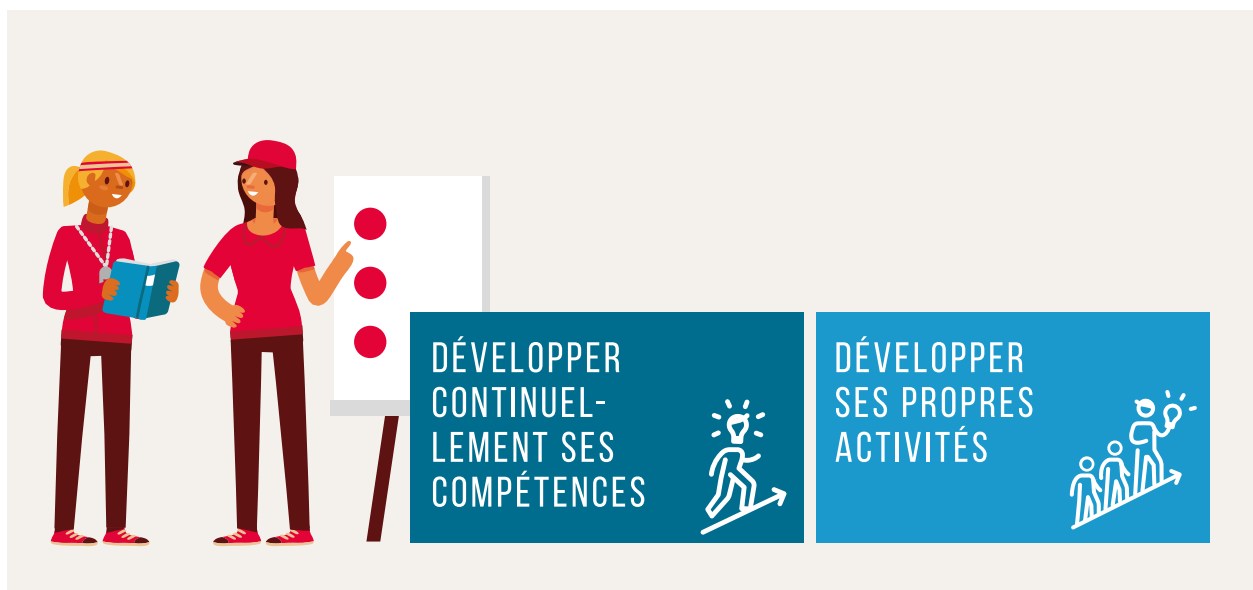 DÉVELOPPER
CONTINUEL-
LEMENT SES
COMPÉTENCES
DÉVELOPPER
SES PROPRES
ACTIVITÉS